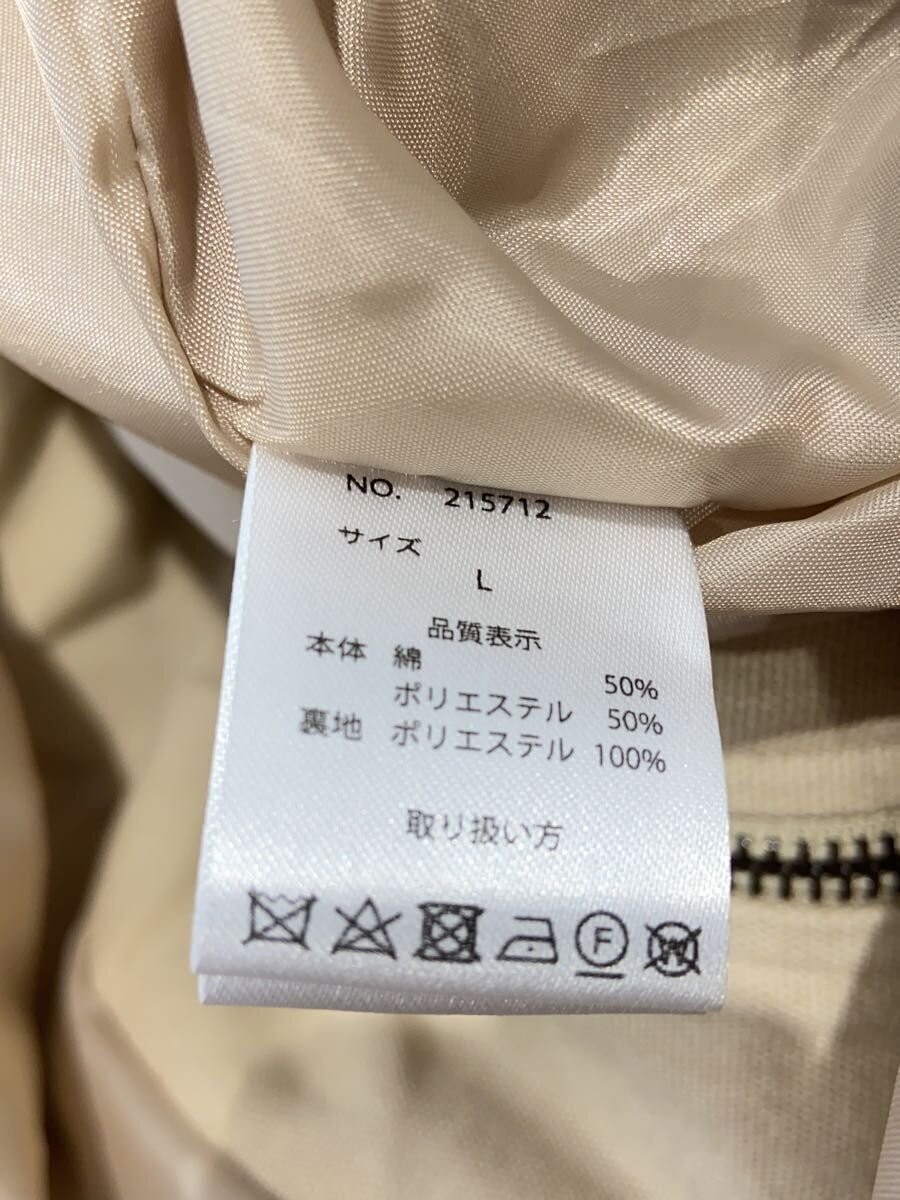 NO. 215712
サイズ
L
品質表示
本体 綿 50%
ポリエステル 50%
裏地 ポリエステル 100%
取り扱い方
F W